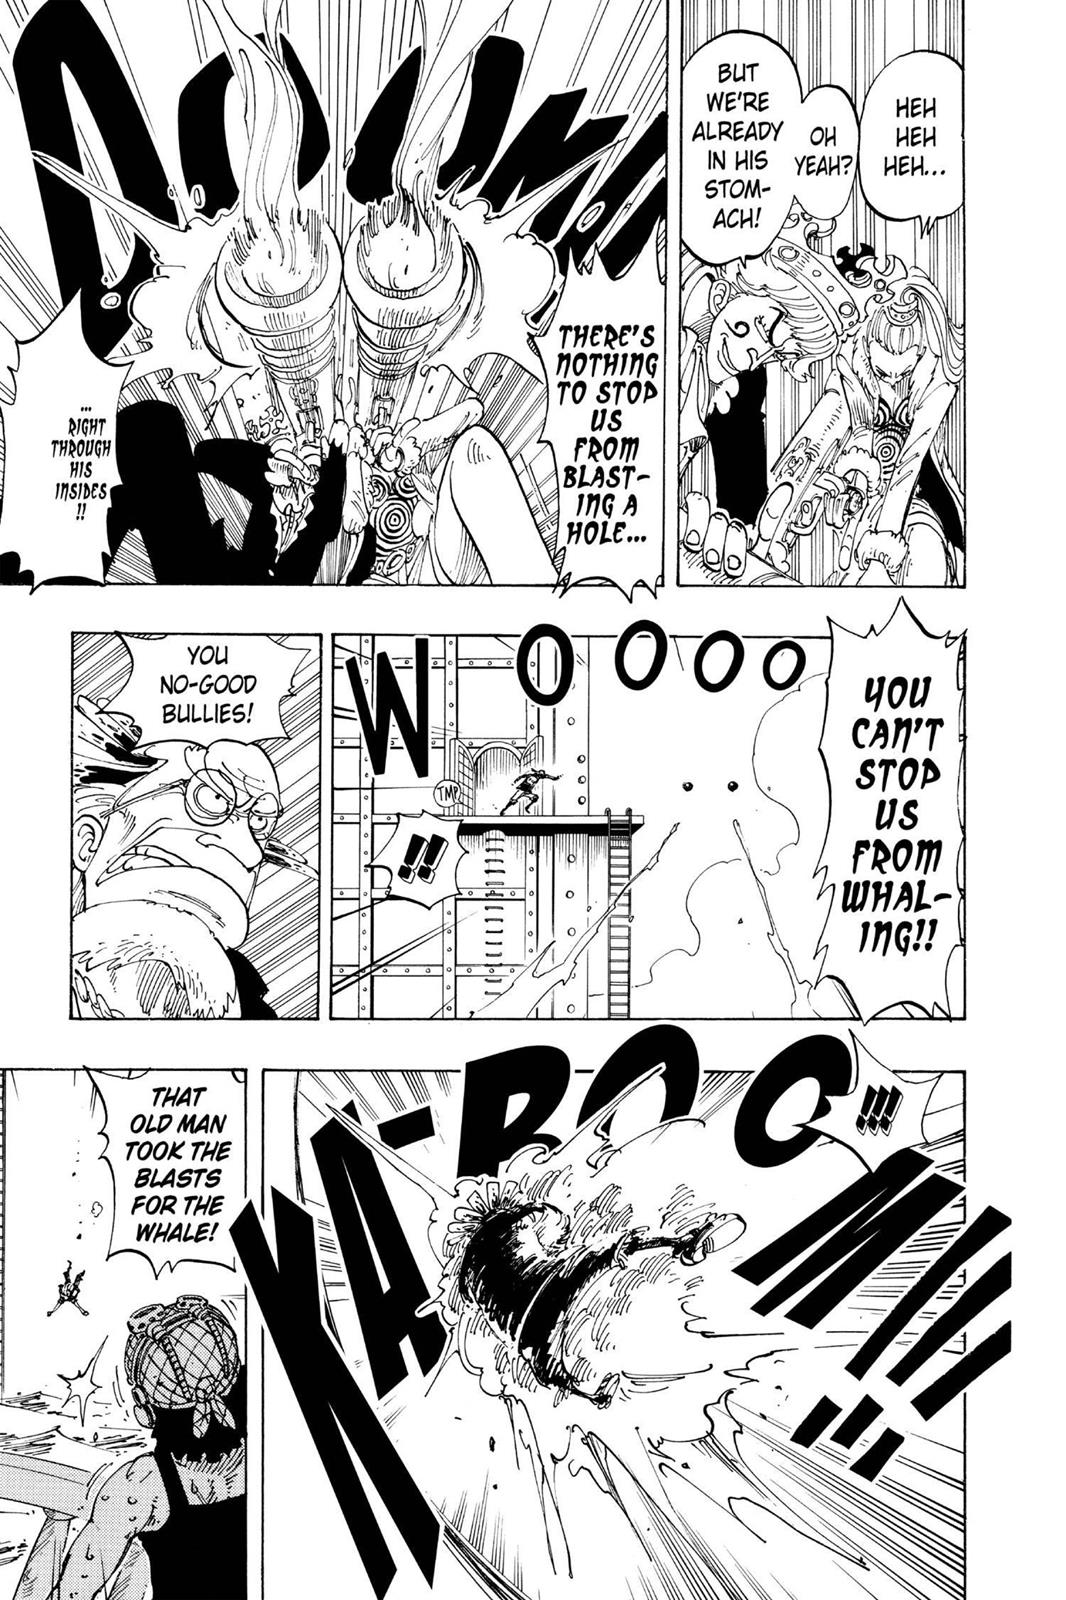 HEH
HEH
HEH...
OH
YEAH?
BUT
WE'RE
ALREADY
IN HIS
STOM-
ACH!
THERE'S
NOTHING
TO STOP
US
FROM
BLAST-
ING A
HOLE...
...
RIGHT
THROUGH
HIS
INSIDES
!!
YOU
CAN'T
STOP
US
FROM
WHAL-
ING!!
WOOOO
TMP
!!
YOU
NO-GOOD
BULLIES!
!!!
KA-BOOOM!!
THAT
OLD MAN
TOOK THE
BLASTS
FOR THE
WHALE!